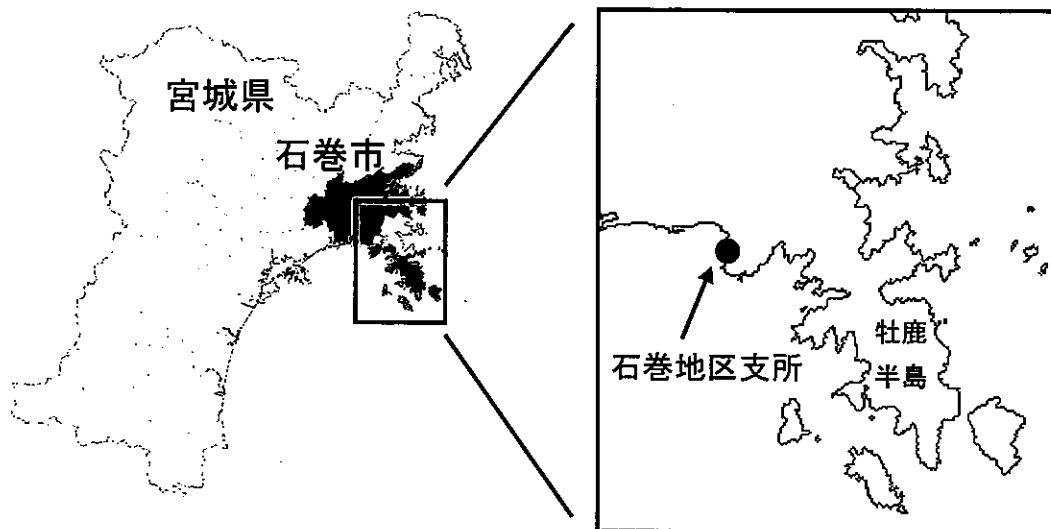 宮城県
石巻市
石巻地区支所
牡鹿
半島